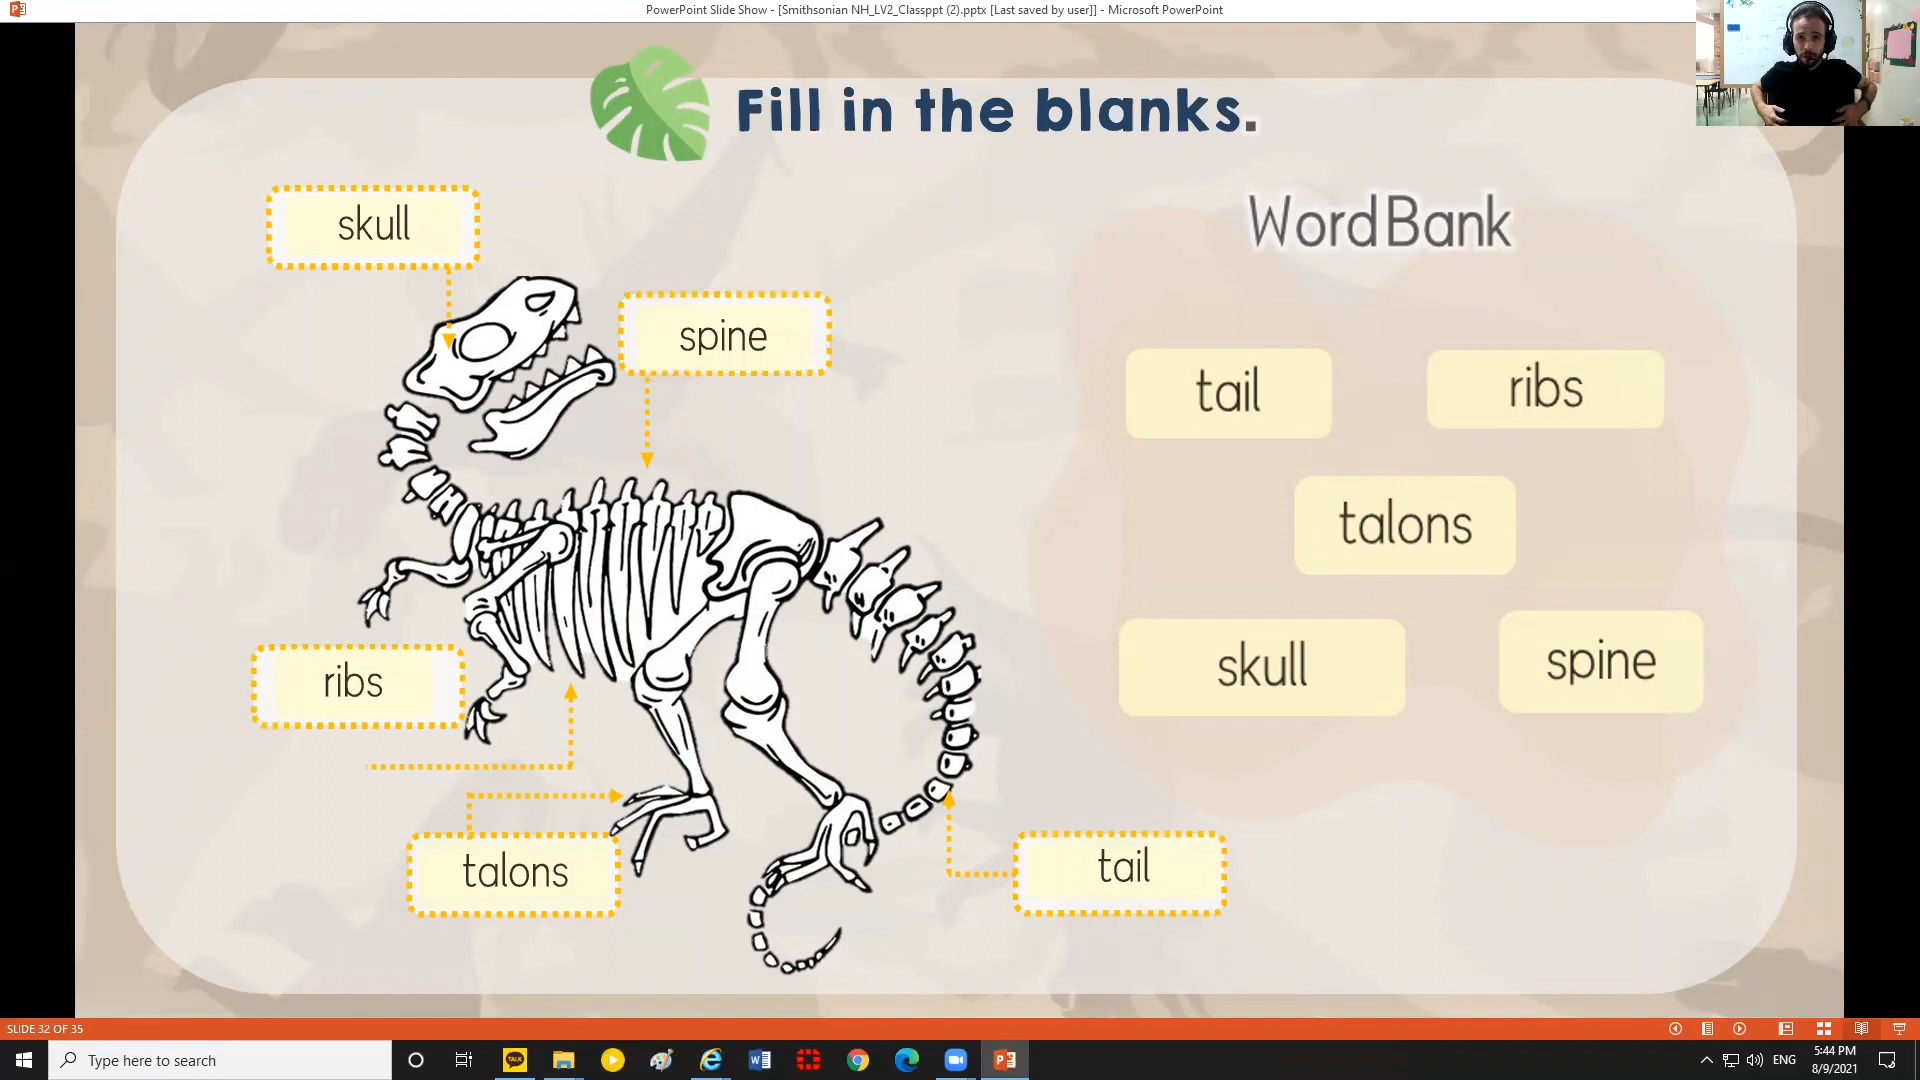 PowerPoint Slide Show - [Smithsonian NH_LV2_Classppt (2).pptx [Last saved by user]] - Microsoft PowerPoint
Fill in the blanks.
skull
spine
ribs
talons
tail
Word Bank
tail
ribs
talons
skull
spine
SLIDE 32 OF 35
Type here to search
TALK
ENG
5:44 PM
8/9/2021